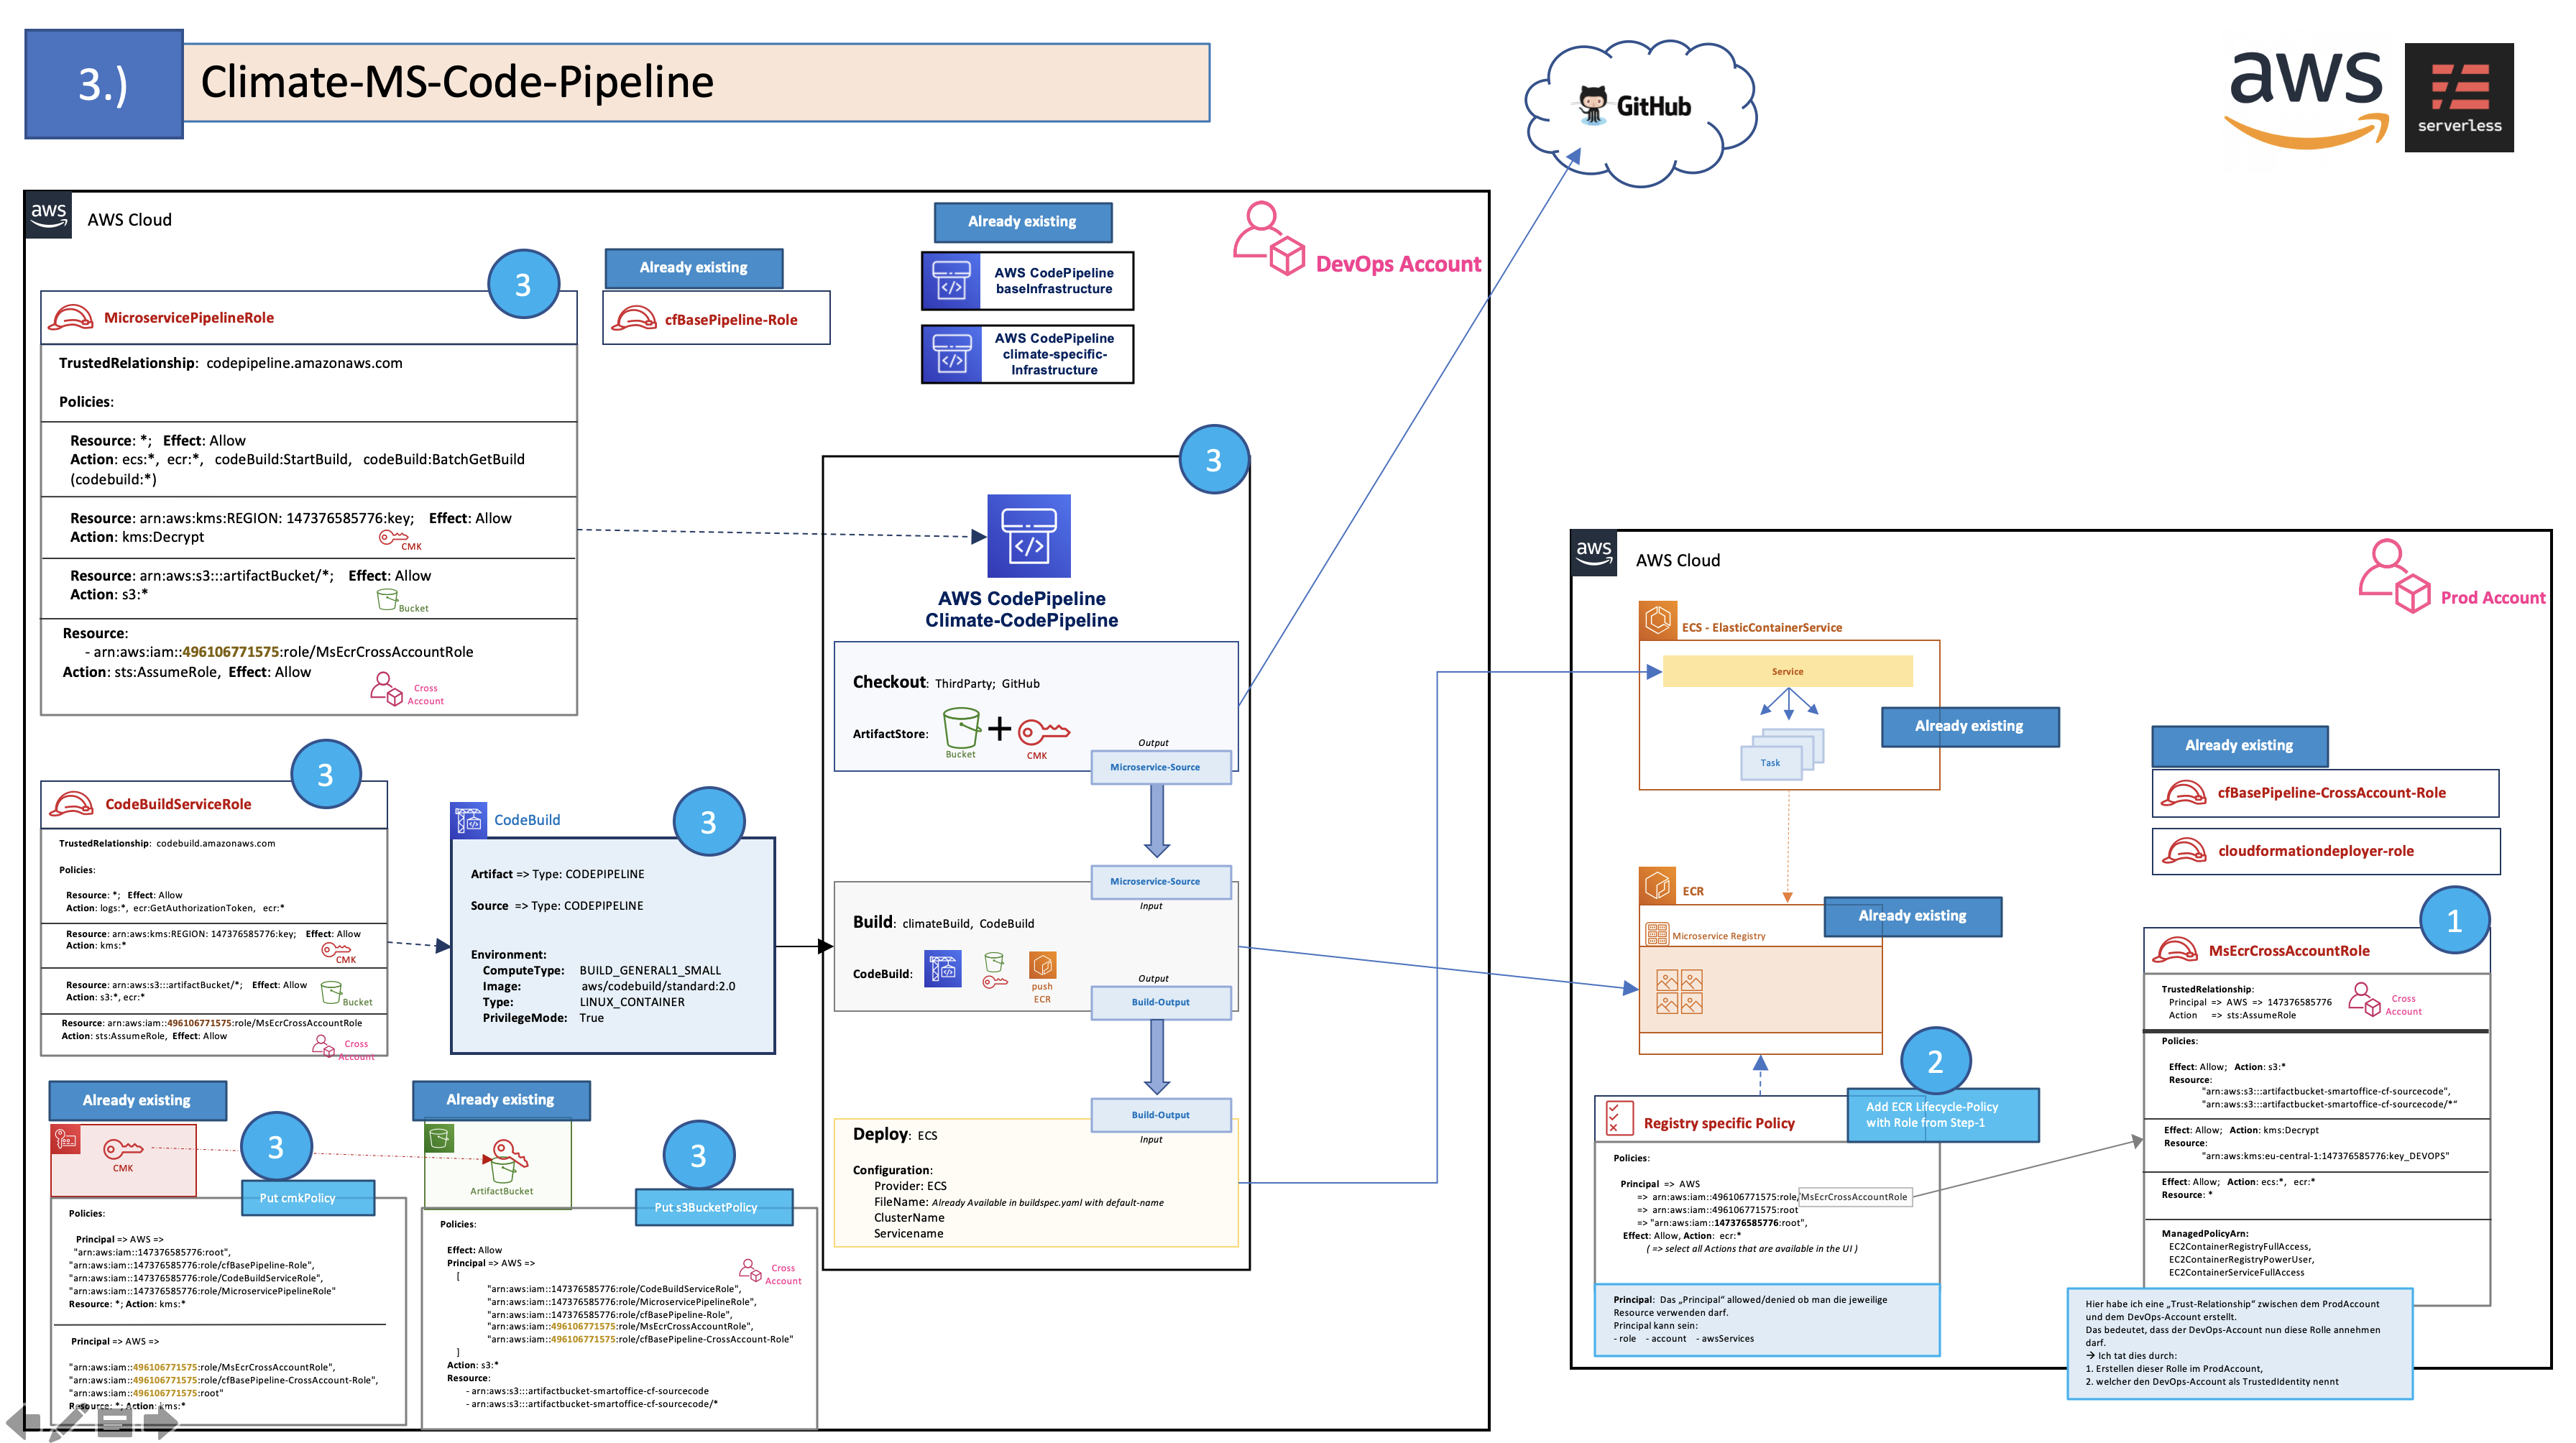 3.)
Climate-MS-Code-Pipeline
GitHub
aws
serverless
aws
AWS Cloud
Already existing
DevOps Account
AWS CodePipeline
baseInfrastructure
AWS CodePipeline
climate-specific-
Infrastructure
3
MicroservicePipelineRole
TrustedRelationship: codepipeline.amazonaws.com
Policies:
Resource: *; Effect: Allow
Action: ecs:*, ecr:*, codeBuild:StartBuild, codeBuild:BatchGetBuild
(codebuild:*)
Resource: arn:aws:kms:REGION: 147376585776:key; Effect: Allow
Action: kms:Decrypt
CMK
Resource: arn:aws:s3:::artifactBucket/*; Effect: Allow
Action: s3:*
Bucket
Resource:
- arn:aws:iam::496106771575:role/MsEcrCrossAccountRole
Action: sts:AssumeRole, Effect: Allow
Cross
Account
Already existing
cfBasePipeline-Role
3
AWS CodePipeline
Climate-CodePipeline
Checkout: ThirdParty; GitHub
ArtifactStore:
Bucket
+
CMK
Output
Microservice-Source
Microservice-Source
Input
Build: climateBuild, CodeBuild
CodeBuild:
push
ECR
Output
Build-Output
Build-Output
Input
Deploy: ECS
Configuration:
Provider: ECS
FileName: Already Available in buildspec.yaml with default-name
ClusterName
Servicename
3
CodeBuildServiceRole
TrustedRelationship: codebuild.amazonaws.com
Policies:
Resource: *; Effect: Allow
Action: logs:*, ecr:GetAuthorizationToken, ecr:*
Resource: arn:aws:kms:REGION: 147376585776:key; Effect: Allow
Action: kms:*
CMK
Resource: arn:aws:s3:::artifactBucket/*; Effect: Allow
Action: s3:*, ecr:*
Bucket
Resource: arn:aws:iam::496106771575:role/MsEcrCrossAccountRole
Action: sts:AssumeRole, Effect: Allow
Cross
Account
CodeBuild
3
Artifact => Type: CODEPIPELINE
Source => Type: CODEPIPELINE
Environment:
ComputeType: BUILD_GENERAL1_SMALL
Image: aws/codebuild/standard:2.0
Type: LINUX_CONTAINER
PrivilegeMode: True
Already existing
3
CMK
Put cmkPolicy
Policies:
Principal => AWS =>
"arn:aws:iam::147376585776:root",
"arn:aws:iam::147376585776:role/cfBasePipeline-Role",
"arn:aws:iam::147376585776:role/CodeBuildServiceRole",
"arn:aws:iam::147376585776:role/MicroservicePipelineRole"
Resource: *; Action: kms:*
Principal => AWS =>
"arn:aws:iam::496106771575:role/MsEcrCrossAccountRole",
"arn:aws:iam::496106771575:role/cfBasePipeline-CrossAccount-Role",
"arn:aws:iam::496106771575:root"
Resource: *; Action: kms:*
Already existing
3
ArtifactBucket
Put s3BucketPolicy
Policies:
Effect: Allow
Principal => AWS =>
Cross
Account
[
"arn:aws:iam::147376585776:role/CodeBuildServiceRole",
"arn:aws:iam::147376585776:role/MicroservicePipelineRole",
"arn:aws:iam::147376585776:role/cfBasePipeline-Role",
"arn:aws:iam::496106771575:role/MsEcrCrossAccountRole",
"arn:aws:iam::496106771575:role/cfBasePipeline-CrossAccount-Role"
]
Action: s3:*
Resource:
- arn:aws:s3:::artifactbucket-smartoffice-cf-sourcecode
- arn:aws:s3:::artifactbucket-smartoffice-cf-sourcecode/*
aws
AWS Cloud
Prod Account
ECS - ElasticContainerService
Service
Task
Already existing
ECR
Already existing
Microservice Registry
2
Add ECR Lifecycle-Policy
with Role from Step-1
Registry specific Policy
Policies:
Principal => AWS
=> arn:aws:iam::496106771575:role/MsEcrCrossAccountRole
=> arn:aws:iam::496106771575:root
=> "arn:aws:iam::147376585776:root",
Effect: Allow, Action: ecr:*
( => select all Actions that are available in the UI )
Principal: Das „Principal“ allowed/denied ob man die jeweilige
Resource verwenden darf.
Principal kann sein:
- role - account - awsServices
Already existing
cfBasePipeline-CrossAccount-Role
cloudformationdeployer-role
1
MsEcrCrossAccountRole
TrustedRelationship:
Principal => AWS => 147376585776
Action => sts:AssumeRole
Cross
Account
Policies:
Effect: Allow; Action: s3:*
Resource:
"arn:aws:s3:::artifactbucket-smartoffice-cf-sourcecode",
"arn:aws:s3:::artifactbucket-smartoffice-cf-sourcecode/*“
Effect: Allow; Action: kms:Decrypt
Resource:
"arn:aws:kms:eu-central-1:147376585776:key_DEVOPS"
Effect: Allow; Action: ecs:*, ecr:*
Resource: *
ManagedPolicyArn:
EC2ContainerRegistryFullAccess,
EC2ContainerRegistryPowerUser,
EC2ContainerServiceFullAccess
Hier habe ich eine „Trust-Relationship“ zwischen dem ProdAccount
und dem DevOps-Account erstellt.
Das bedeutet, dass der DevOps-Account nun diese Rolle annehmen
darf.
→ Ich tat dies durch:
1. Erstellen dieser Rolle im ProdAccount,
2. welcher den DevOps-Account als TrustedIdentity nennt